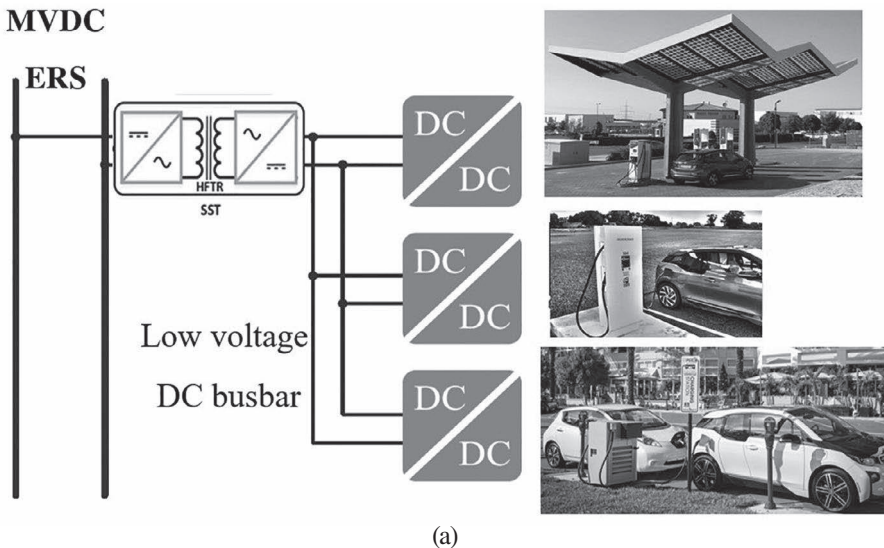 MVDC
ERS
HFTR
SST
DC
DC
DC
DC
DC
DC
Low voltage
DC busbar
(a)